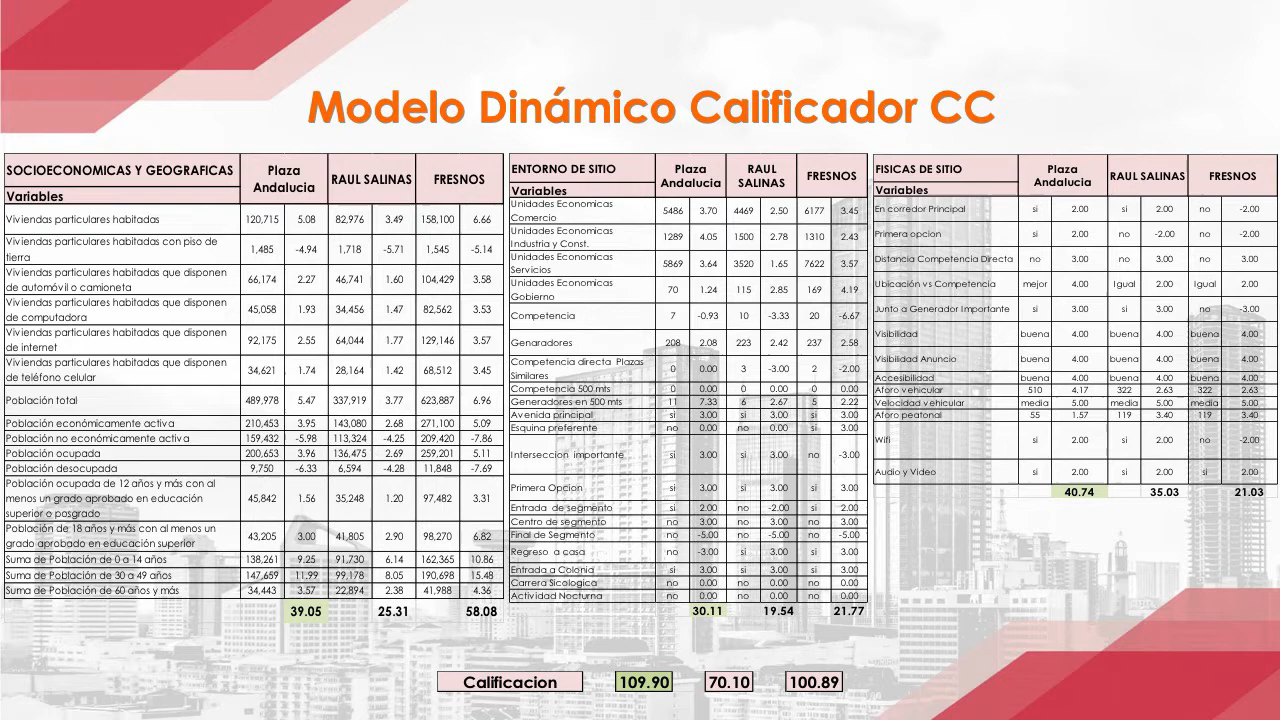 Modelo Dinámico Calificador CC
SOCIOECONOMICAS Y GEOGRAFICAS Plaza Andalucia RAUL SALINAS FRESNOS
Variables
Viviendas particulares habitadas 120,715 5.08 82,976 3.49 158,100 6.66
Viviendas particulares habitadas con piso de tierra 1,485 -4.94 1,718 -5.71 1,545 -5.14
Viviendas particulares habitadas que disponen de automóvil o camioneta 66,174 2.27 46,741 1.60 104,429 3.58
Viviendas particulares habitadas que disponen de computadora 45,058 1.93 34,456 1.47 82,562 3.53
Viviendas particulares habitadas que disponen de internet 92,175 2.55 64,044 1.77 129,146 3.57
Viviendas particulares habitadas que disponen de teléfono celular 34,621 1.74 28,164 1.42 68,512 3.45
Población total 489,978 5.47 337,919 3.77 623,887 6.96
Población económicamente activa 210,453 3.95 143,080 2.68 271,100 5.09
Población no económicamente activa 159,432 -5.98 113,324 -4.25 209,420 -7.86
Población ocupada 200,653 3.96 136,475 2.69 259,201 5.11
Población desocupada 9,750 -6.33 6,594 -4.28 11,848 -7.69
Población ocupada de 12 años y más con al menos un grado aprobado en educación superior o posgrado 45,842 1.56 35,248 1.20 97,482 3.31
Población de 18 años y más con al menos un grado aprobado en educación superior 43,205 3.00 41,805 2.90 98,270 6.82
Suma de Población de 0 a 14 años 138,261 9.25 91,730 6.14 162,365 10.86
Suma de Población de 30 a 49 años 147,659 11.99 99,178 8.05 190,698 15.48
Suma de Población de 60 años y más 34,443 3.57 22,894 2.38 41,988 4.36
39.05 25.31 58.08
ENTORNO DE SITIO Plaza Andalucia RAUL SALINAS FRESNOS
Variables
Unidades Economicas Comercio 5486 3.70 4469 2.50 6177 3.45
Unidades Economicas Industria y Const. 1289 4.05 1500 2.78 1310 2.43
Unidades Economicas Servicios 5869 3.64 3520 1.65 7622 3.57
Unidades Economicas Gobierno 70 1.24 115 2.85 169 4.19
Competencia 7 -0.93 10 -3.33 20 -6.67
Genaradores 208 2.08 223 2.42 237 2.58
Competencia directa Plazas Similares 0 0.00 3 -3.00 2 -2.00
Competencia 500 mts 0 0.00 0 0.00 0 0.00
Generadores en 500 mts 11 7.33 6 2.67 5 2.22
Avenida principal si 3.00 si 3.00 si 3.00
Esquina preferente no 0.00 no 0.00 si 3.00
Interseccion importante si 3.00 si 3.00 no -3.00
Primera Opcion si 3.00 si 3.00 si 3.00
Entrada de segmento si 2.00 no -2.00 si 2.00
Centro de segmento no 3.00 no 3.00 no 3.00
Final de Segmento no -5.00 no -5.00 no -5.00
Regreso a casa no -3.00 si 3.00 si 3.00
Entrada a Colonia si 3.00 si 3.00 si 3.00
Carrera Sicologica no 0.00 no 0.00 no 0.00
Actividad Nocturna no 0.00 no 0.00 no 0.00
30.11 19.54 21.77
FISICAS DE SITIO Plaza Andalucia RAUL SALINAS FRESNOS
Variables
En corredor Principal si 2.00 si 2.00 no -2.00
Primera opcion si 2.00 no -2.00 no -2.00
Distancia Competencia Directa no 3.00 no 3.00 no 3.00
Ubicación vs Competencia mejor 4.00 Igual 2.00 Igual 2.00
Junto a Generador Importante si 3.00 si 3.00 no -3.00
Visibilidad buena 4.00 buena 4.00 buena 4.00
Visibilidad Anuncio buena 4.00 buena 4.00 buena 4.00
Accesibilidad buena 4.00 buena 4.00 buena 4.00
Aforo vehicular 510 4.17 322 2.63 322 2.63
Velocidad vehicular media 5.00 media 5.00 media 5.00
Aforo peatonal 55 1.57 119 3.40 119 3.40
Wifi si 2.00 si 2.00 no -2.00
Audio y Video si 2.00 si 2.00 si 2.00
40.74 35.03 21.03
Calificacion 109.90 70.10 100.89